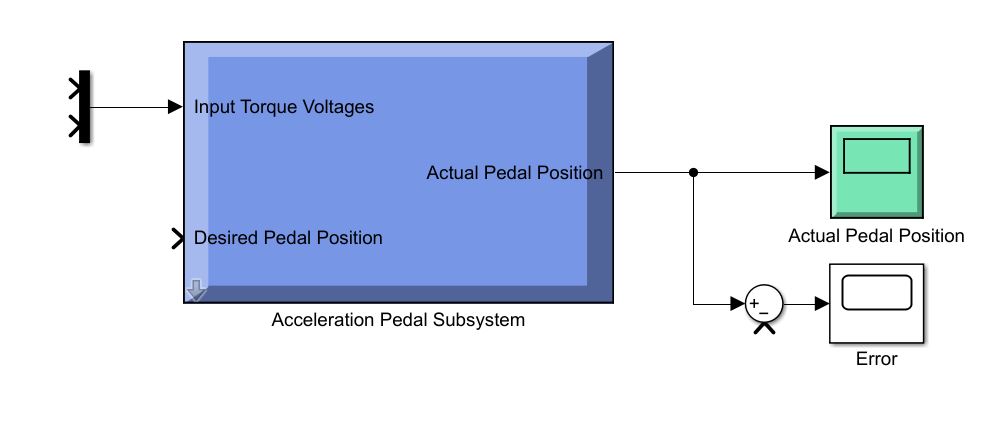 Input Torque Voltages
Actual Pedal Position
Desired Pedal Position
Acceleration Pedal Subsystem
Actual Pedal Position
+
−
Error